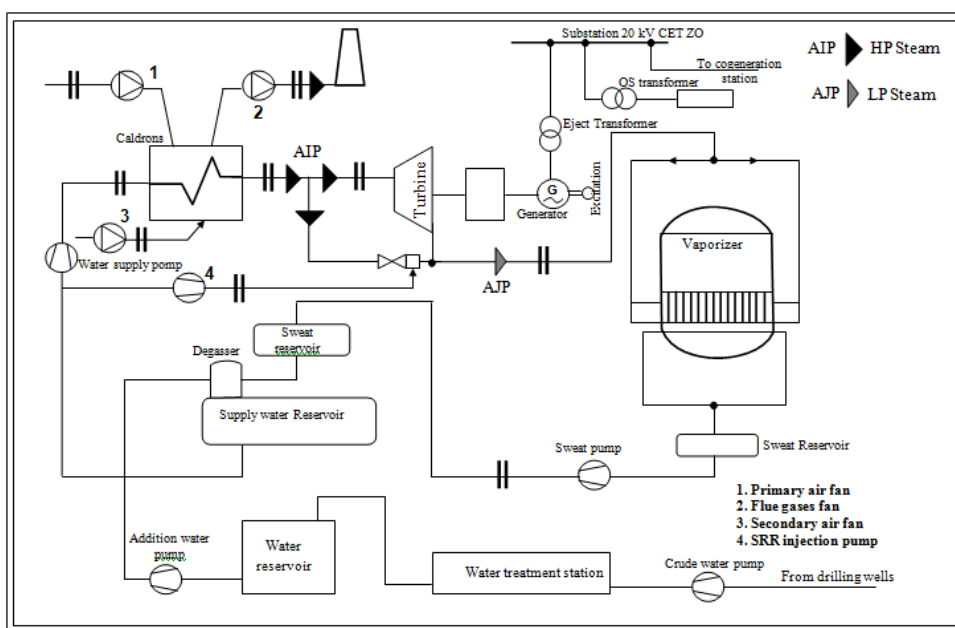 Substation 20 kV CET ZO
AIP HP Steam
To cogeneration
station
1
2
OS transformer
AJP LP Steam
Eject Transformer
Caldrons
AIP
Turbine
G
Generator
Excitation
Vaporizer
3
Water supply pump
4
AJP
Sweat
reservoir
Degasser
Supply water Reservoir
Sweat pump
Sweat Reservoir
1. Primary air fan
2. Flue gases fan
3. Secondary air fan
4. SRR injection pump
Addition water
pump
Water
reservoir
Water treatment station
Crude water pump
From drilling wells